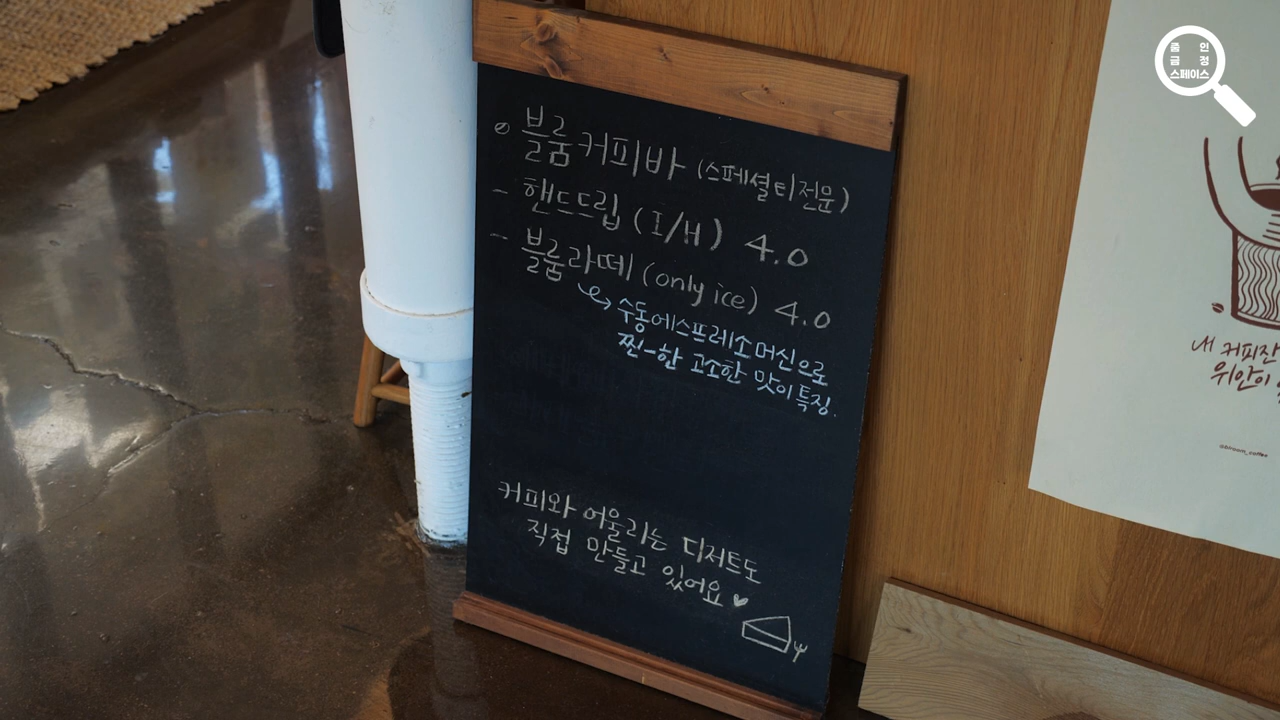 줌 인
금 정
스페이스
블룸커피바 (스페셜티전문)
- 핸드드립 (I/H) 4.0
- 블룸라떼 (only ice) 4.0
수동에스프레소머신으로
찐-한 고소한 맛이 특징.
커피와 어울리는 디저트도
직접 만들고 있어요 ♥
내 커피잔
위안이
@bloom_coffee